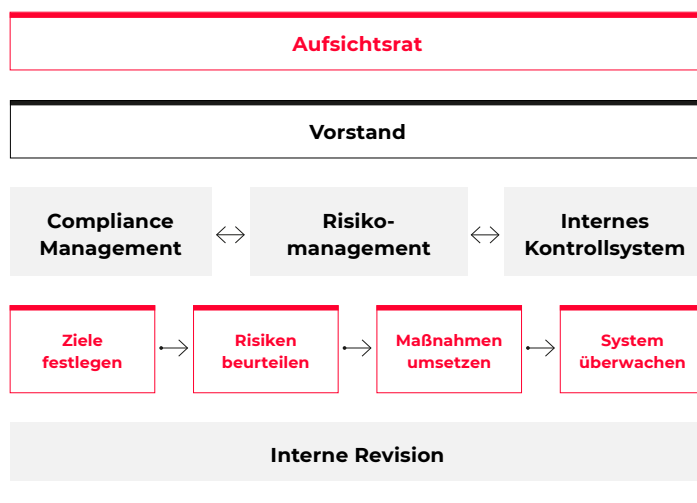 Aufsichtsrat
Vorstand
Compliance
Management
Risiko-
management
Internes
Kontrollsystem
Ziele
festlegen
Risiken
beurteilen
Maßnahmen
umsetzen
System
überwachen
Interne Revision